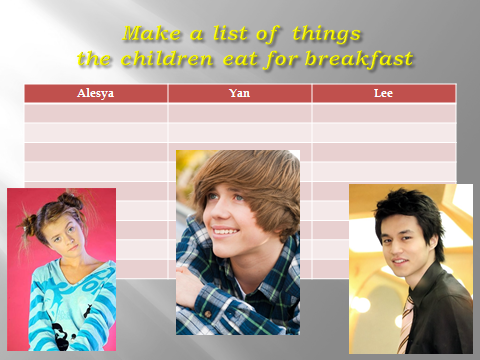 Make a list of things
the children eat for breakfast
Alesya Yan Lee